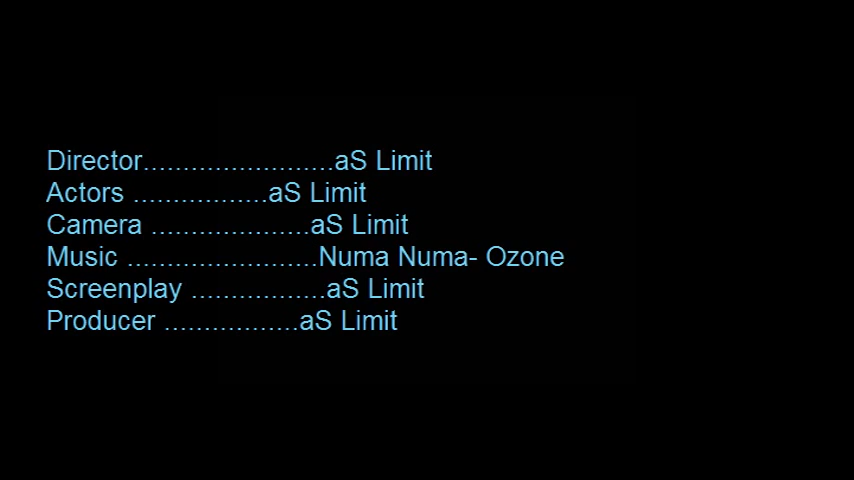 Director........................aS Limit
Actors .................aS Limit
Camera ....................aS Limit
Music ........................Numa Numa- Ozone
Screenplay .................aS Limit
Producer .................aS Limit